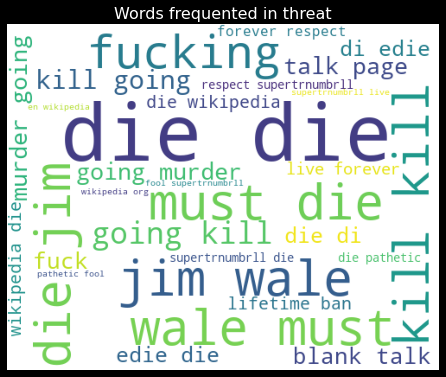 Words frequented in threat
forever respect
fucking
di edie
murder going
talk page
kill going
respect supertrnumbrll
supertrnumbrll live
die wikipedia
en wikipedia
die die
kill kill
going murder
live forever
fool supertrnumbrll
wikipedia org
must die
die jim
wikipedia die
going kill
die di
fuck
supertrnumbrll die
die pathetic
pathetic fool
jim wale
lifetime ban
wale must
edie die
blank talk